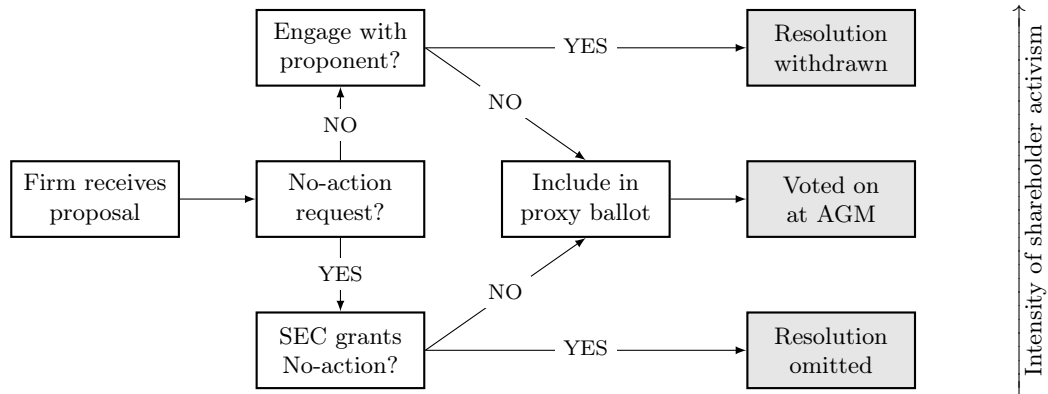 Engage with
proponent?
YES
Resolution
withdrawn
NO
NO
Firm receives
proposal
No-action
request?
Include in
proxy ballot
Voted on
at AGM
YES
NO
SEC grants
No-action?
YES
Resolution
omitted
Intensity of shareholder activism